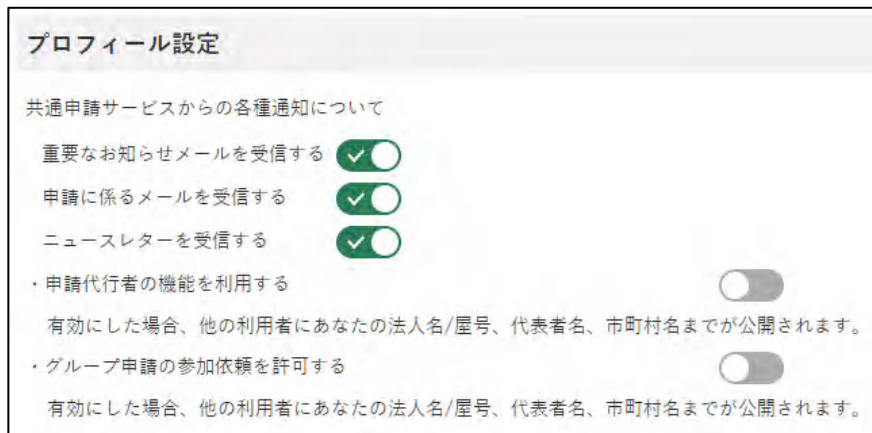 プロフィール設定
共通申請サービスからの各種通知について
重要なお知らせメールを受信する
申請に係るメールを受信する
ニュースレターを受信する
・申請代行者の機能を利用する
有効にした場合、他の利用者にあなたの法人名/屋号、代表者名、市町村名までが公開されます。
・グループ申請の参加依頼を許可する
有効にした場合、他の利用者にあなたの法人名/屋号、代表者名、市町村名までが公開されます。